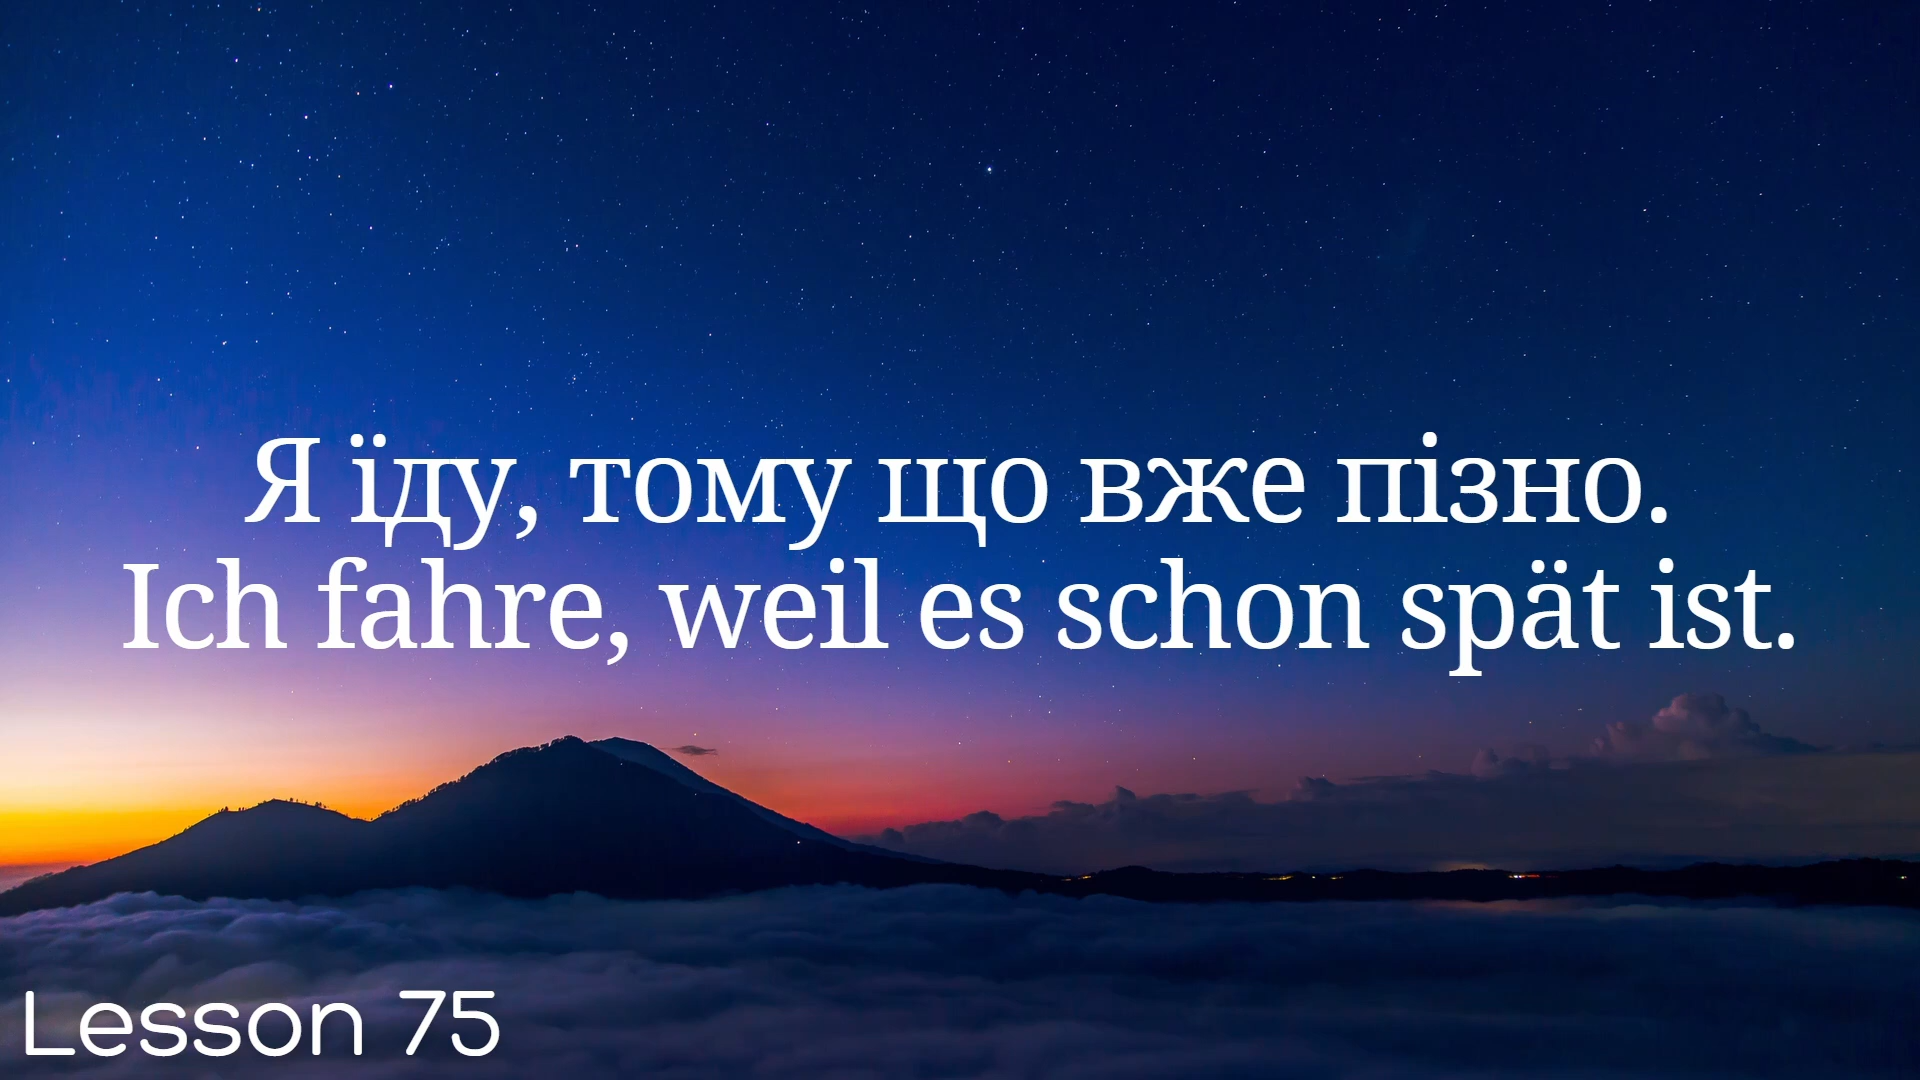 Я їду, тому що вже пізно.
Ich fahre, weil es schon spät ist.
Lesson 75